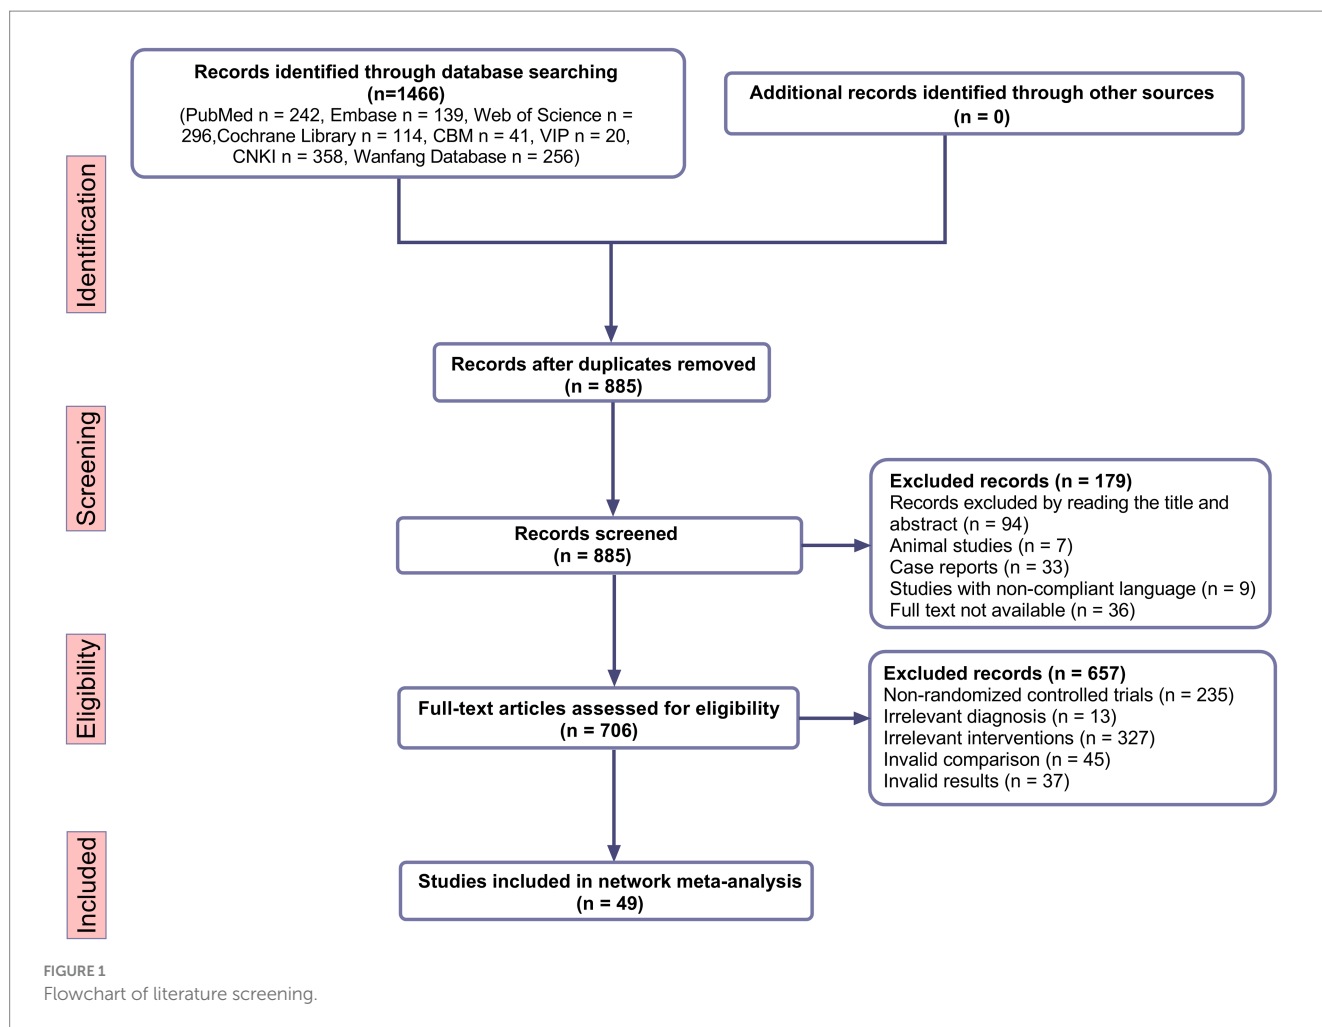 Records identified through database searching
(n=1466)
(PubMed n = 242, Embase n = 139, Web of Science n =
296,Cochrane Library n = 114, CBM n = 41, VIP n = 20,
CNKI n = 358, Wanfang Database n = 256)
Additional records identified through other sources
(n = 0)
Identification
Records after duplicates removed
(n = 885)
Screening
Records screened
(n = 885)
Excluded records (n = 179)
Records excluded by reading the title and
abstract (n = 94)
Animal studies (n = 7)
Case reports (n = 33)
Studies with non-compliant language (n = 9)
Full text not available (n = 36)
Eligibility
Full-text articles assessed for eligibility
(n = 706)
Excluded records (n = 657)
Non-randomized controlled trials (n = 235)
Irrelevant diagnosis (n = 13)
Irrelevant interventions (n = 327)
Invalid comparison (n = 45)
Invalid results (n = 37)
Included
Studies included in network meta-analysis
(n = 49)
FIGURE 1
Flowchart of literature screening.